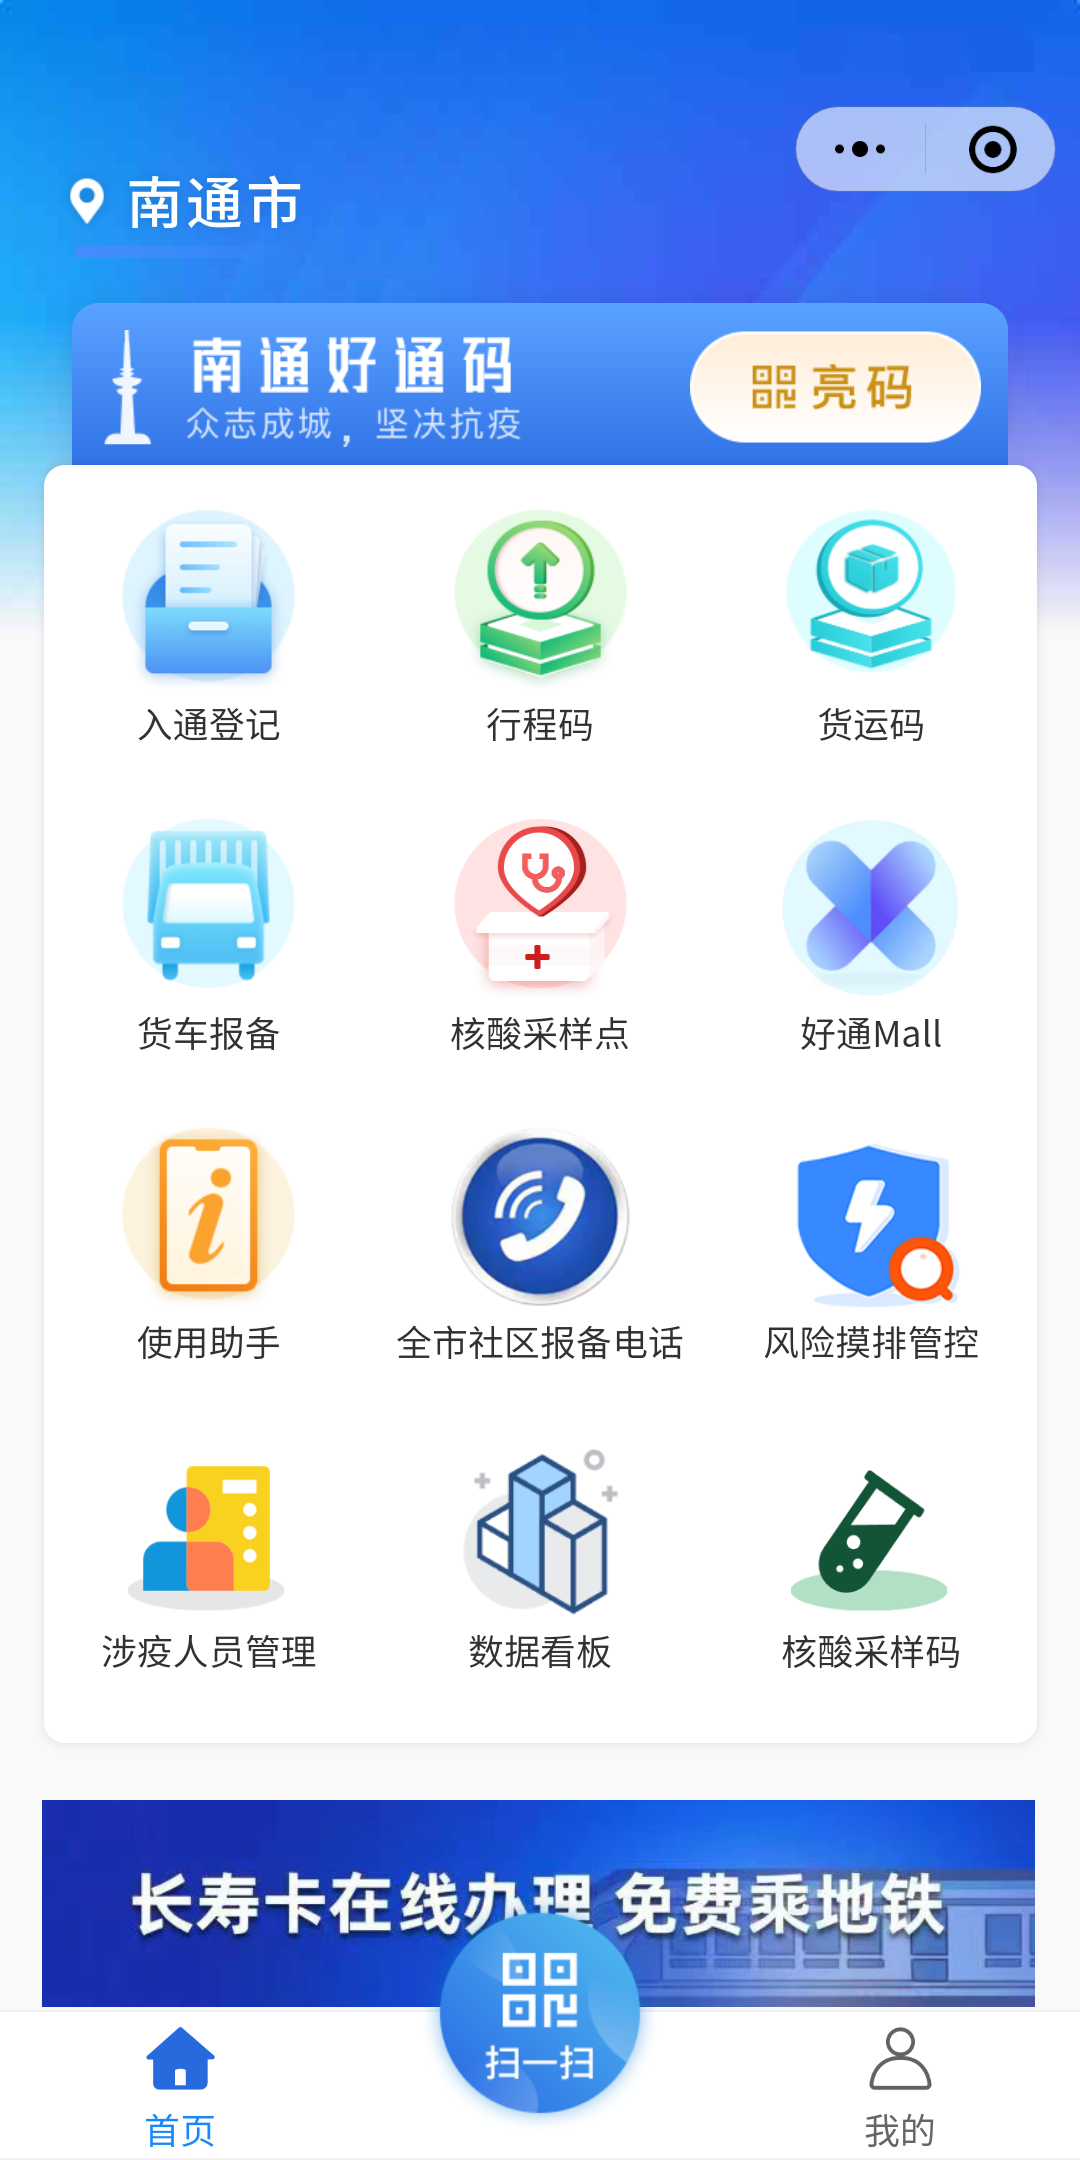 南通市
南通好通码
众志成城，坚决抗疫
亮码
入通登记
行程码
货运码
货车报备
核酸采样点
好通Mall
使用助手
全市社区报备电话
风险摸排管控
涉疫人员管理
数据看板
核酸采样码
长寿卡在线办理 免费乘地铁
扫一扫
首页
我的